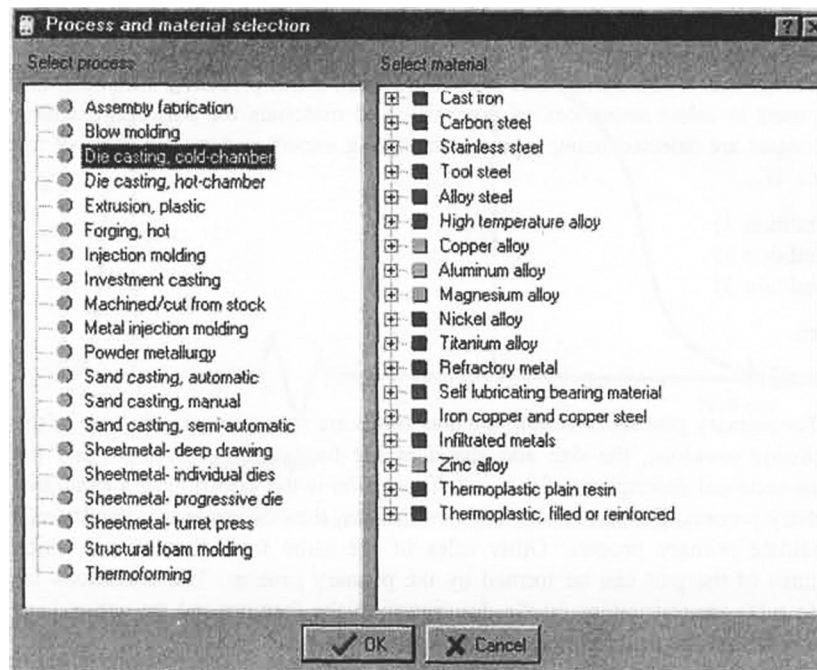 Process and material selection
Select process
Assembly fabrication
Blow molding
Die casting, cold-chamber
Die casting, hot-chamber
Extrusion, plastic
Forging, hot
Injection molding
Investment casting
Machined/cut from stock
Metal injection molding
Powder metallurgy
Sand casting, automatic
Sand casting, manual
Sand casting, semi-automatic
Sheetmetal- deep drawing
Sheetmetal- individual dies
Sheetmetal- progressive die
Sheetmetal- turret press
Structural foam molding
Thermoforming
Select material
Cast iron
Carbon steel
Stainless steel
Tool steel
Alloy steel
High temperature alloy
Copper alloy
Aluminum alloy
Magnesium alloy
Nickel alloy
Titanium alloy
Refractory metal
Self lubricating bearing material
Iron copper and copper steel
Infiltrated metals
Zinc alloy
Thermoplastic plain resin
Thermoplastic, filled or reinforced
OK
Cancel